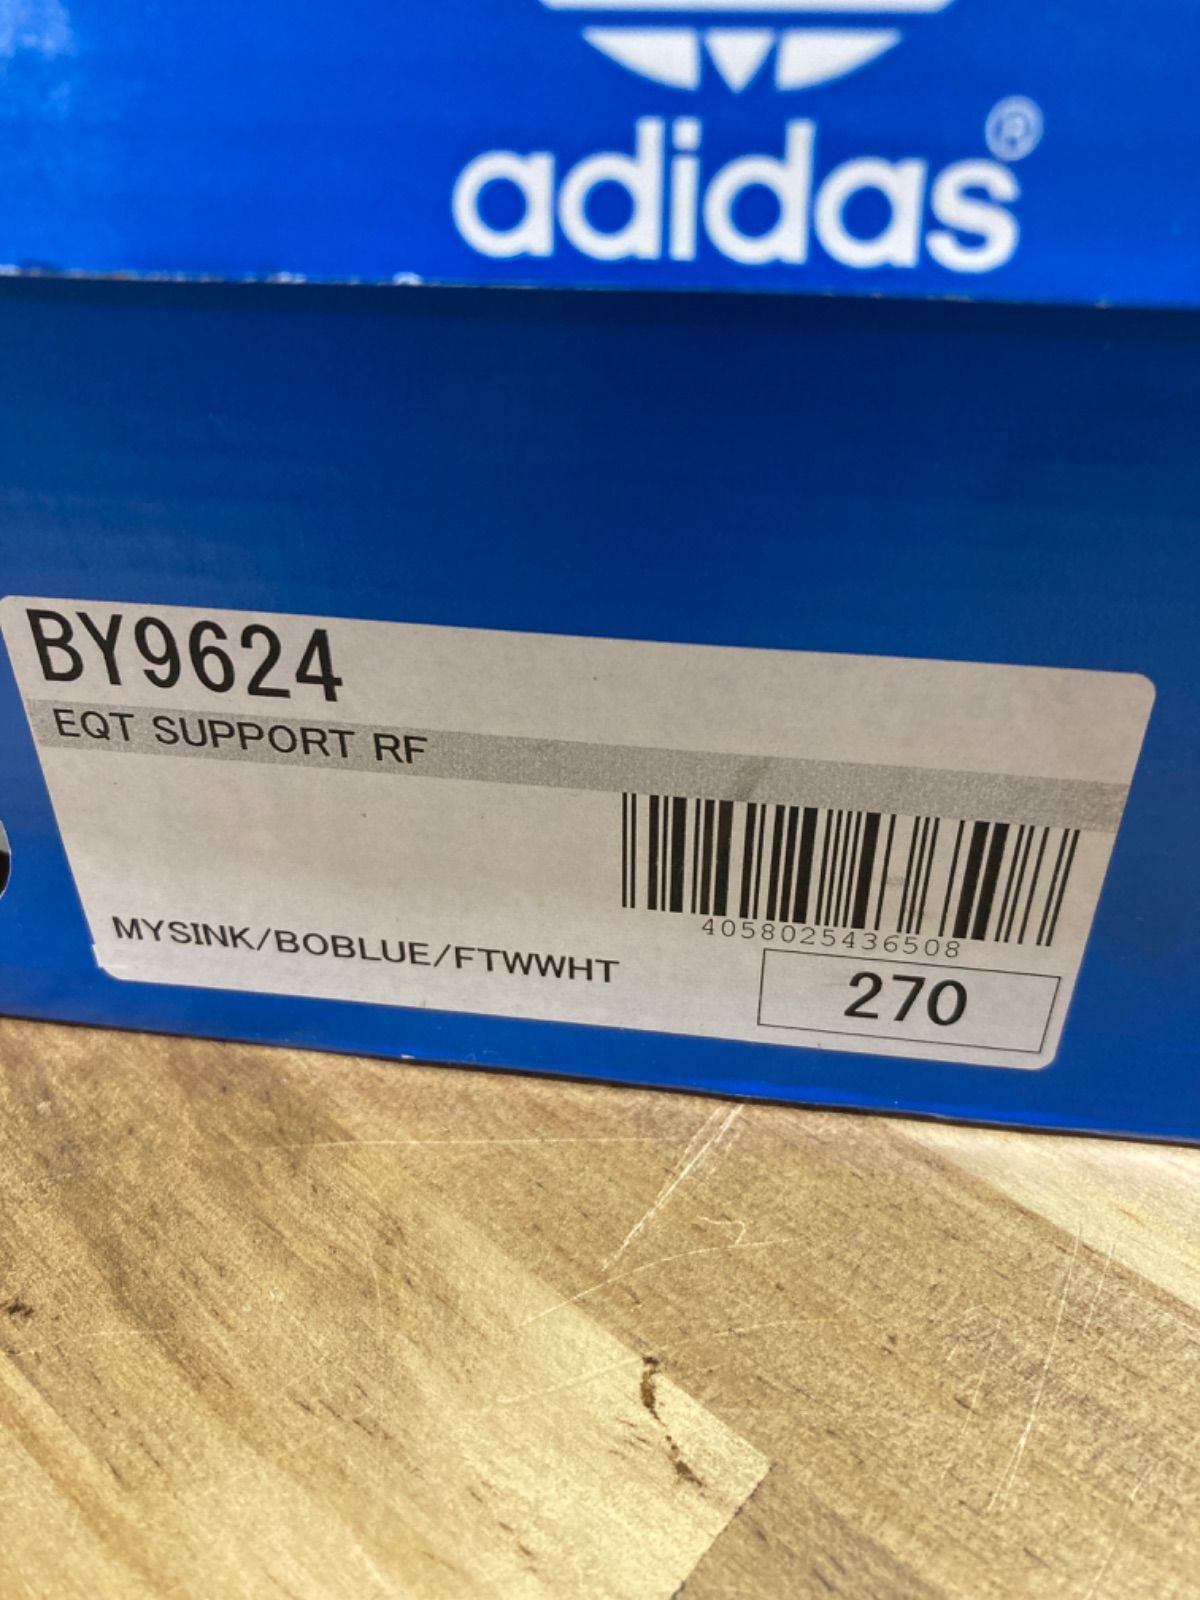 adidas®
BY9624
EQT SUPPORT RF
4058025436508
MYSINK/BOBLUE/FTWWHT
270